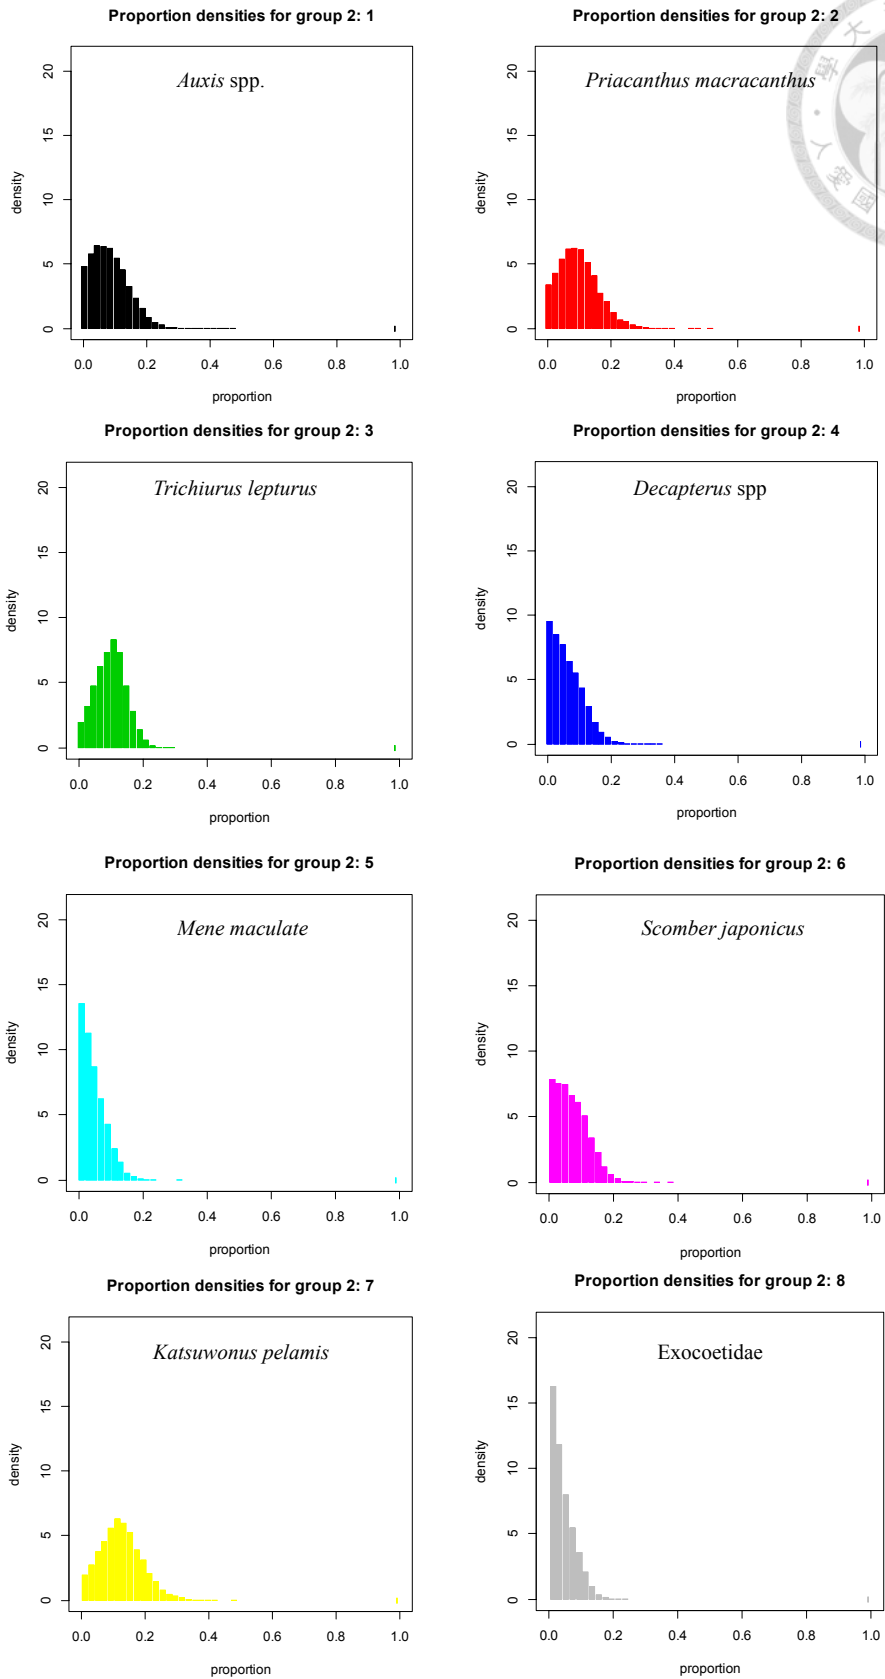 Proportion densities for group 2: 1
Auxis spp.
density
0 5 10 15 20
0.0 0.2 0.4 0.6 0.8 1.0
proportion
Proportion densities for group 2: 2
Priacanthus macracanthus
density
0 5 10 15 20
0.0 0.2 0.4 0.6 0.8 1.0
proportion
大
學
愛
國
人
Proportion densities for group 2: 3
Trichiurus lepturus
density
0 5 10 15 20
0.0 0.2 0.4 0.6 0.8 1.0
proportion
Proportion densities for group 2: 4
Decapterus spp
density
0 5 10 15 20
0.0 0.2 0.4 0.6 0.8 1.0
proportion
Proportion densities for group 2: 5
Mene maculate
density
0 5 10 15 20
0.0 0.2 0.4 0.6 0.8 1.0
proportion
Proportion densities for group 2: 6
Scomber japonicus
density
0 5 10 15 20
0.0 0.2 0.4 0.6 0.8 1.0
proportion
Proportion densities for group 2: 7
Katsuwonus pelamis
density
0 5 10 15 20
0.0 0.2 0.4 0.6 0.8 1.0
proportion
Proportion densities for group 2: 8
Exocoetidae
density
0 5 10 15 20
0.0 0.2 0.4 0.6 0.8 1.0
proportion